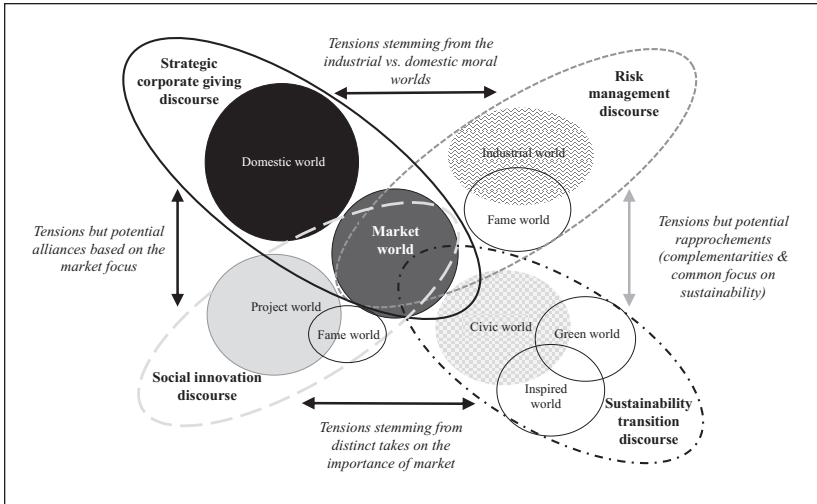 Tensions stemming from the
industrial vs. domestic moral
worlds
Strategic
corporate giving
discourse
Risk
management
discourse
Domestic world
Industrial world
Fame world
Market
world
Tensions but potential
alliances based on the
market focus
Tensions but potential
rapprochements
(complementarities &
common focus on
sustainability)
Project world
Fame world
Civic world
Green world
Inspired
world
Social innovation
discourse
Sustainability
transition
discourse
Tensions stemming from
distinct takes on the
importance of market